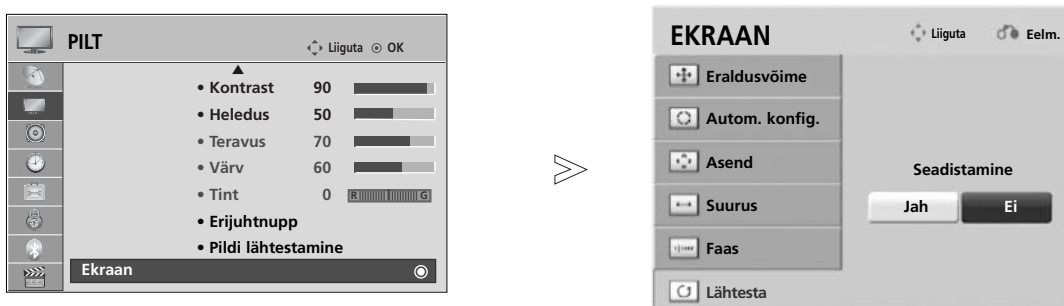 PILT
Liiguta OK
• Kontrast 90
• Heledus 50
• Teravus 70
• Värv 60
• Tint 0 R G
• Erijuhtnupp
• Pildi lähtestamine
Ekraan
EKRAAN
Liiguta Eelm.
Eraldusvõime
Autom. konfig.
Asend
Suurus
Faas
Lähtesta
Seadistamine
Jah Ei